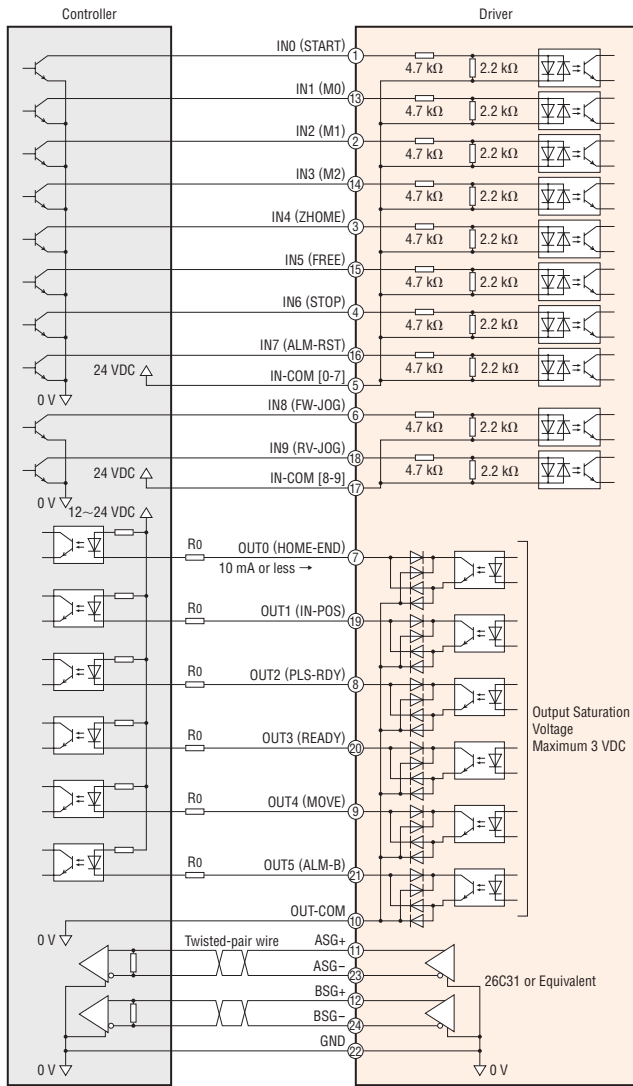 Controller
Driver
IN0 (START)
1
4.7 kΩ
2.2 kΩ
IN1 (M0)
13
4.7 kΩ
2.2 kΩ
IN2 (M1)
2
4.7 kΩ
2.2 kΩ
IN3 (M2)
14
4.7 kΩ
2.2 kΩ
IN4 (ZHOME)
3
4.7 kΩ
2.2 kΩ
IN5 (FREE)
15
4.7 kΩ
2.2 kΩ
IN6 (STOP)
4
4.7 kΩ
2.2 kΩ
IN7 (ALM-RST)
16
4.7 kΩ
2.2 kΩ
24 VDC
IN-COM [0-7]
5
0 V
IN8 (FW-JOG)
6
4.7 kΩ
2.2 kΩ
IN9 (RV-JOG)
18
4.7 kΩ
2.2 kΩ
24 VDC
IN-COM [8-9]
17
0 V
12~24 VDC
R0
OUT0 (HOME-END)
7
10 mA or less →
R0
OUT1 (IN-POS)
19
R0
OUT2 (PLS-RDY)
8
Output Saturation
Voltage
Maximum 3 VDC
R0
OUT3 (READY)
20
R0
OUT4 (MOVE)
9
R0
OUT5 (ALM-B)
21
OUT-COM
10
0 V
Twisted-pair wire
ASG+
11
ASG−
23
26C31 or Equivalent
BSG+
12
BSG−
24
GND
22
0 V
0 V